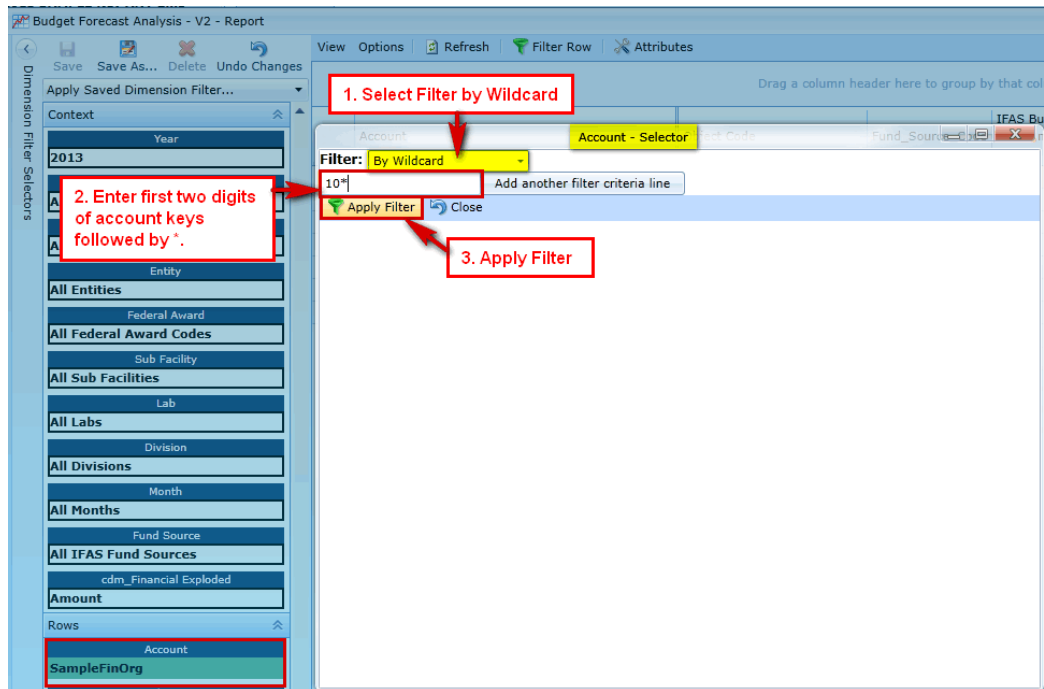 Budget Forecast Analysis - V2 - Report
Save Save As... Delete Undo Changes
View Options Refresh Filter Row Attributes
Dimension Filter Selectors
Apply Saved Dimension Filter...
Drag a column header here to group by that col
Context
1. Select Filter by Wildcard
IFAS Bu
Year
2013
Account
Account - Selector
Code
Fund_Sour
Filter: By Wildcard
10*
Add another filter criteria line
2. Enter first two digits
of account keys
followed by *.
A
A
Apply Filter Close
3. Apply Filter
Entity
All Entities
Federal Award
All Federal Award Codes
Sub Facility
All Sub Facilities
Lab
All Labs
Division
All Divisions
Month
All Months
Fund Source
All IFAS Fund Sources
cdm_Financial Exploded
Amount
Rows
Account
SampleFinOrg